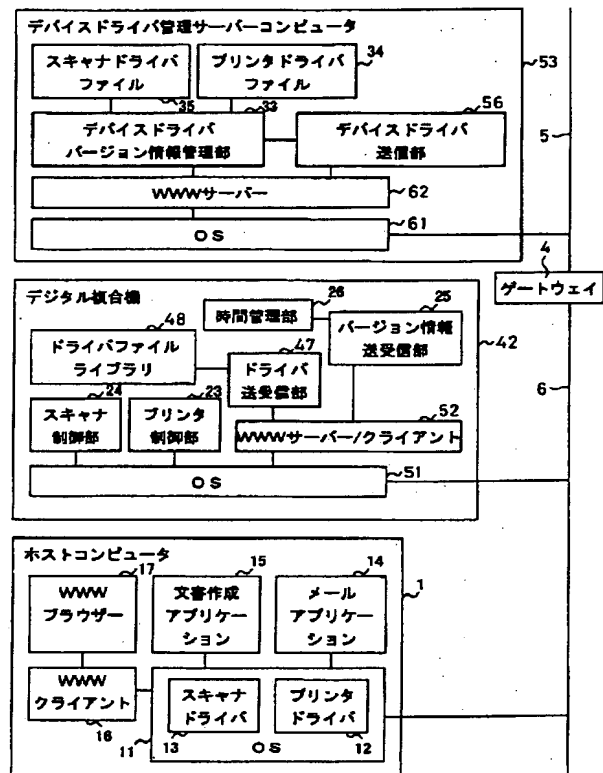 デバイスドライバ管理サーバーコンピュータ
スキャナドライバ
ファイル
35
プリンタドライバ
ファイル
34
53
デバイスドライバ
バージョン情報管理部
33
デバイスドライバ
送信部
56
5
WWWサーバー
62
OS
61
4
ゲートウェイ
デジタル複合機
時間管理部
26
バージョン情報
送受信部
25
42
ドライバファイル
ライブラリ
48
ドライバ
送受信部
47
6
スキャナ
制御部
24
プリンタ
制御部
23
WWWサーバー/クライアント
52
OS
51
ホストコンピュータ
WWW
ブラウザー
17
文書作成
アプリケー
ション
15
メール
アプリケー
ション
14
1
WWW
クライアント
16
スキャナ
ドライバ
13
プリンタ
ドライバ
12
11
OS